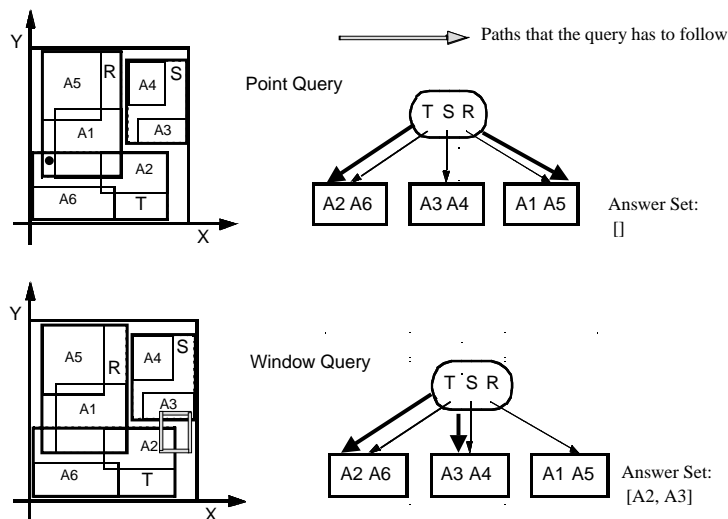 Paths that the query has to follow
Y
A5
R
A4
S
A1
A3
A2
A6
T
X
Point Query
T S R
A2 A6
A3 A4
A1 A5
Answer Set:
[]
Y
A5
R
A4
S
A1
A3
A2
A6
T
X
Window Query
T S R
A2 A6
A3 A4
A1 A5
Answer Set:
[A2, A3]